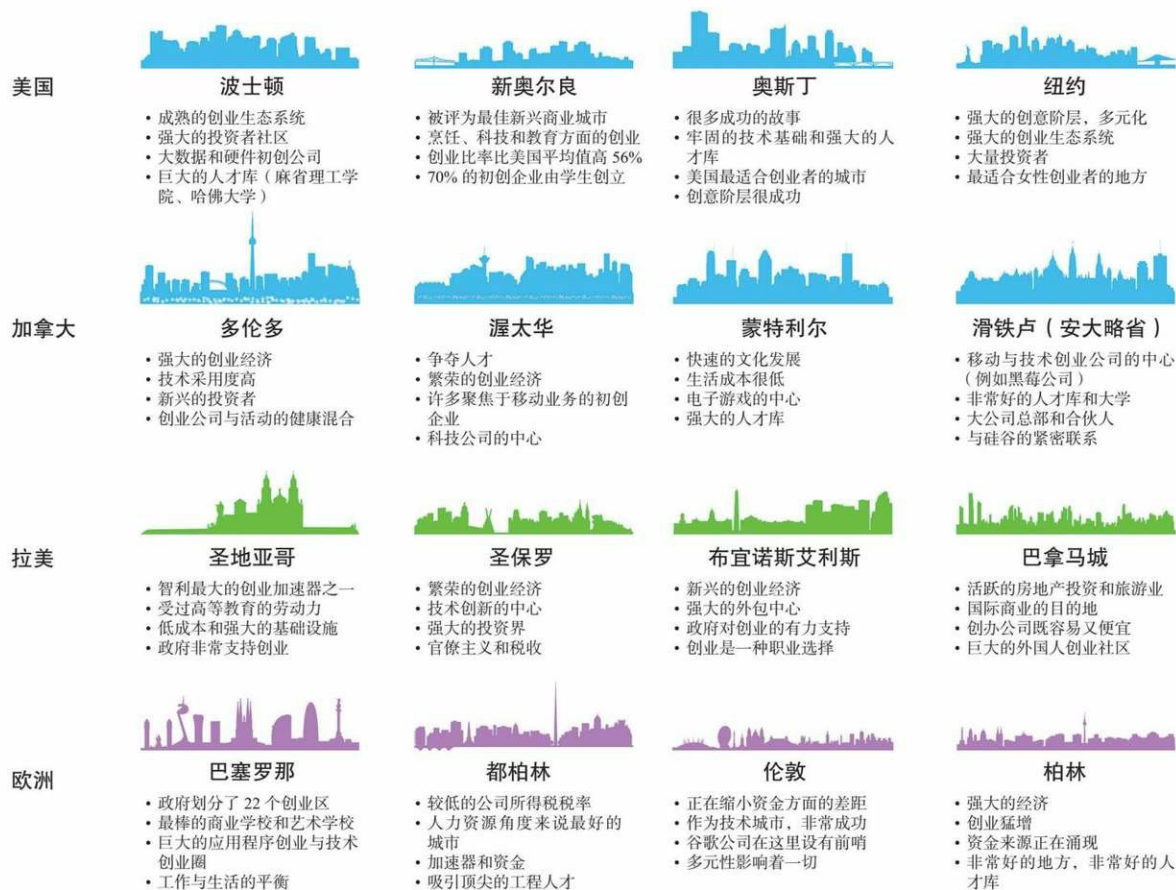 美国
波士顿
• 成熟的创业生态系统
• 强大的投资者社区
• 大数据和硬件初创公司
• 巨大的人才库（麻省理工学
院、哈佛大学）
新奥尔良
• 被评为最佳新兴商业城市
• 烹饪、科技和教育方面的创业
• 创业比率比美国平均值高 56%
• 70% 的初创企业由学生创立
奥斯丁
• 很多成功的故事
• 牢固的技术基础和强大的人
才库
• 美国最适合创业者的城市
• 创意阶层很成功
纽约
• 强大的创意阶层，多元化
• 强大的创业生态系统
• 大量投资者
• 最适合女性创业者的地方
加拿大
多伦多
• 强大的创业经济
• 技术采用度高
• 新兴的投资者
• 创业公司与活动的健康混合
渥太华
• 争夺人才
• 繁荣的创业经济
• 许多聚焦于移动业务的初创
企业
• 科技公司的中心
蒙特利尔
• 快速的文化发展
• 生活成本很低
• 电子游戏的中心
• 强大的人才库
滑铁卢（安大略省）
• 移动与技术创业公司的中心
（例如黑莓公司）
• 非常好的人才库和大学
• 大公司总部和合伙人
• 与硅谷的紧密联系
拉美
圣地亚哥
• 智利最大的创业加速器之一
• 受过高等教育的劳动力
• 低成本和强大的基础设施
• 政府非常支持创业
圣保罗
• 繁荣的创业经济
• 技术创新的中心
• 强大的投资界
• 官僚主义和税收
布宜诺斯艾利斯
• 新兴的创业经济
• 强大的外包中心
• 政府对创业的有力支持
• 创业是一种职业选择
巴拿马城
• 活跃的房地产投资和旅游业
• 国际商业的目的地
• 创办公司既容易又便宜
• 巨大的外国人创业社区
欧洲
巴塞罗那
• 政府划分了 22 个创业区
• 最棒的商业学校和艺术学校
• 巨大的应用程序创业与技术
创业圈
• 工作与生活的平衡
都柏林
• 较低的公司所得税税率
• 人力资源角度来说最好的
城市
• 加速器和资金
• 吸引顶尖的工程人才
伦敦
• 正在缩小资金方面的差距
• 作为技术城市，非常成功
• 谷歌公司在这里设有前哨
• 多元性影响着一切
柏林
• 强大的经济
• 创业猛增
• 资金来源正在涌现
• 非常好的地方，非常好的人
才库